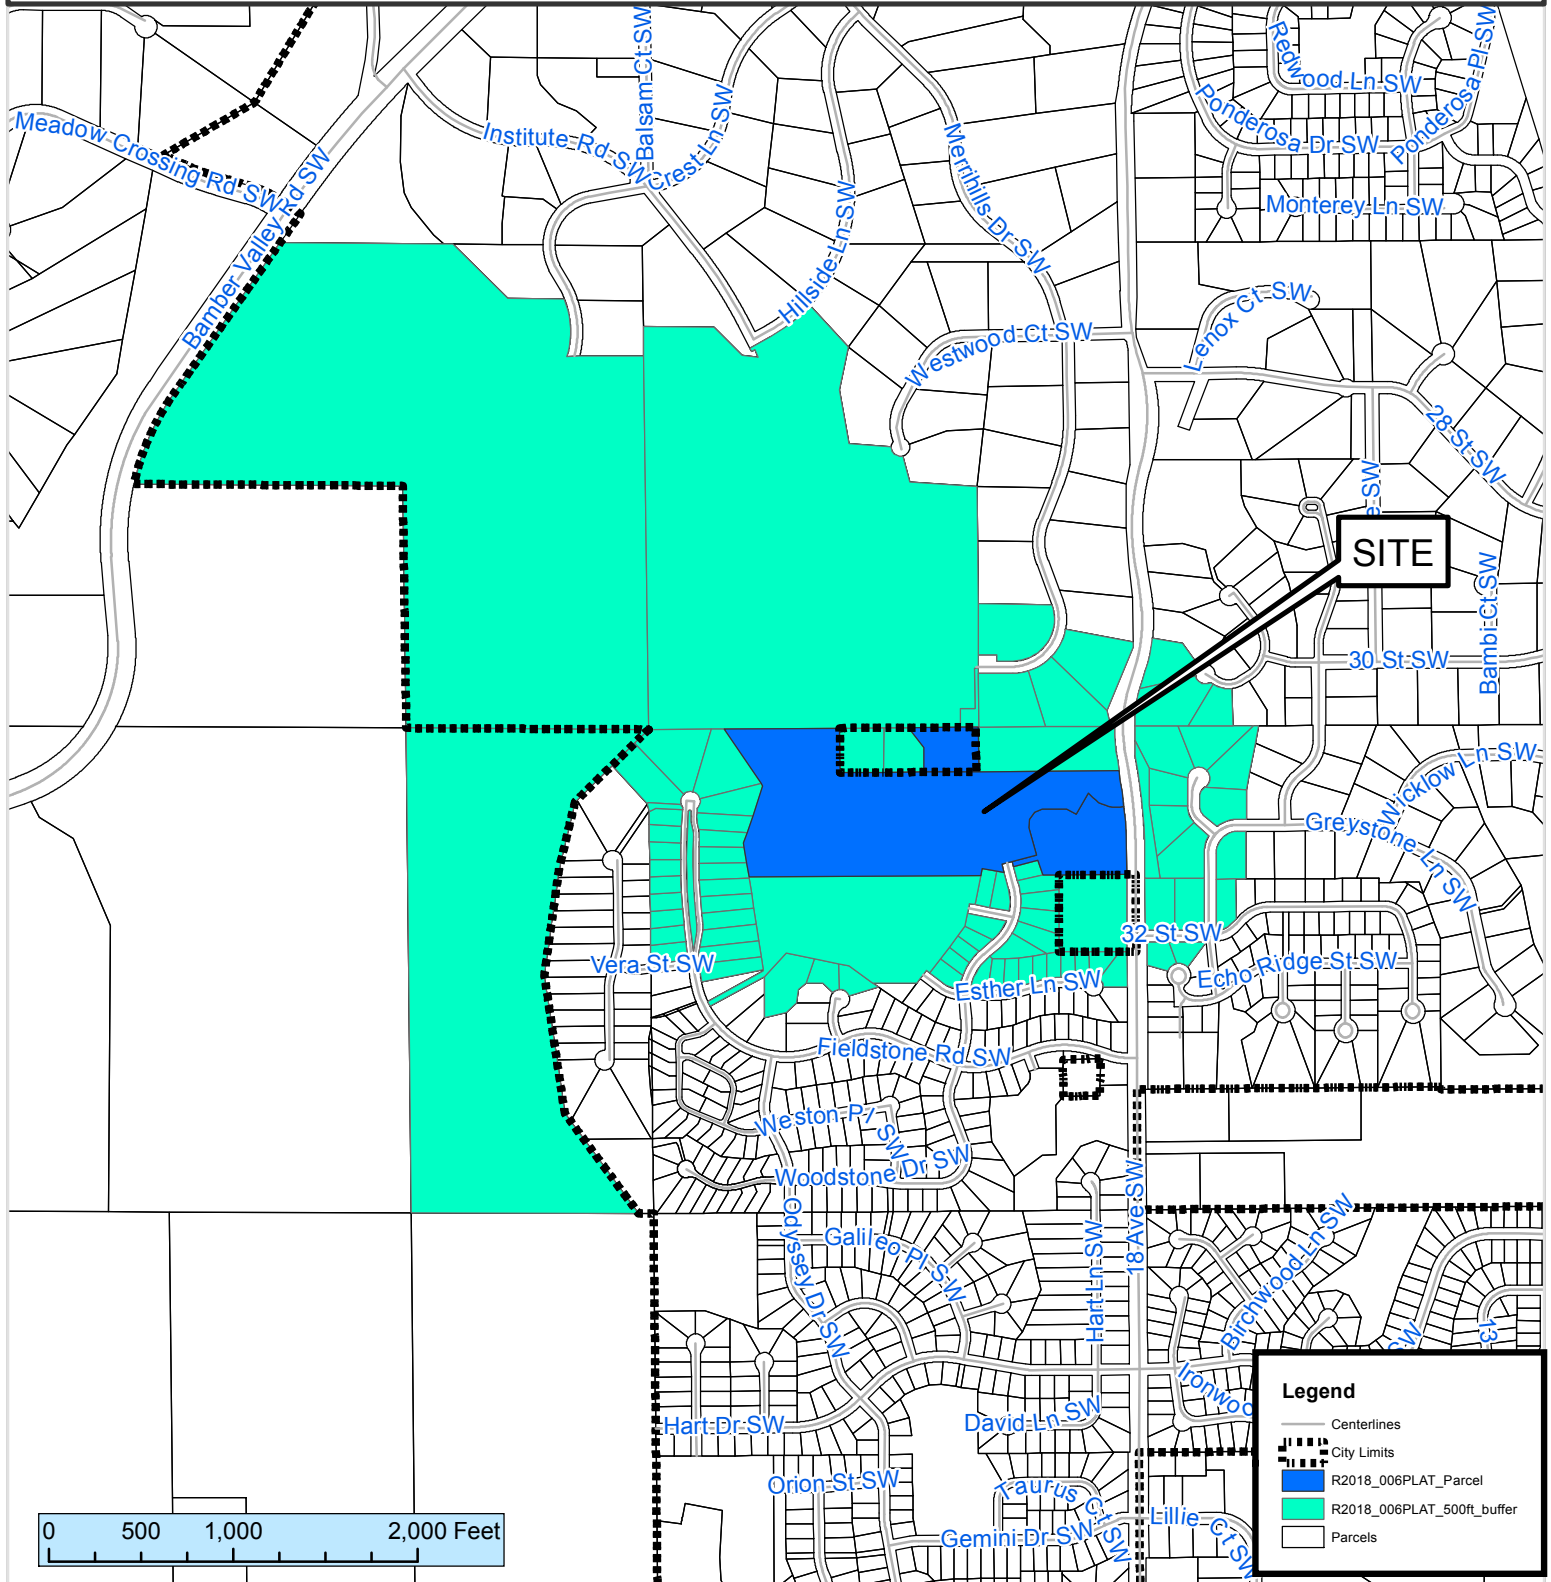 Balsam Ct SW
Redwood Ln SW
Ponderosa Pl SW
Ponderosa Dr SW
Meadow Crossing Rd SW
Institute Rd SW
Crest Ln SW
Merrihills Dr SW
Monterey Ln SW
Bamber Valley Rd SW
Hillside Ln SW
Lenox Ct SW
Westwood Ct SW
28 St SW
e SW
SITE
Bambi Ct SW
30 St SW
Wicklow Ln SW
Greystone Ln SW
32 St SW
Vera St SW
Echo Ridge St SW
Esther Ln SW
Fieldstone Rd SW
Weston Pl SW
Woodstone Dr SW
18 Ave SW
Odyssey Dr SW
Galileo Pl SW
Hart Ln SW
Birchwood Ln SW
SW
13
Ironwoo
Hart Dr SW
David Ln SW
Orion St SW
Taurus Ct SW
Gemini Dr SW
Lillie Ct SW
Legend
Centerlines
City Limits
R2018_006PLAT_Parcel
R2018_006PLAT_500ft_buffer
Parcels
0 500 1,000 2,000 Feet